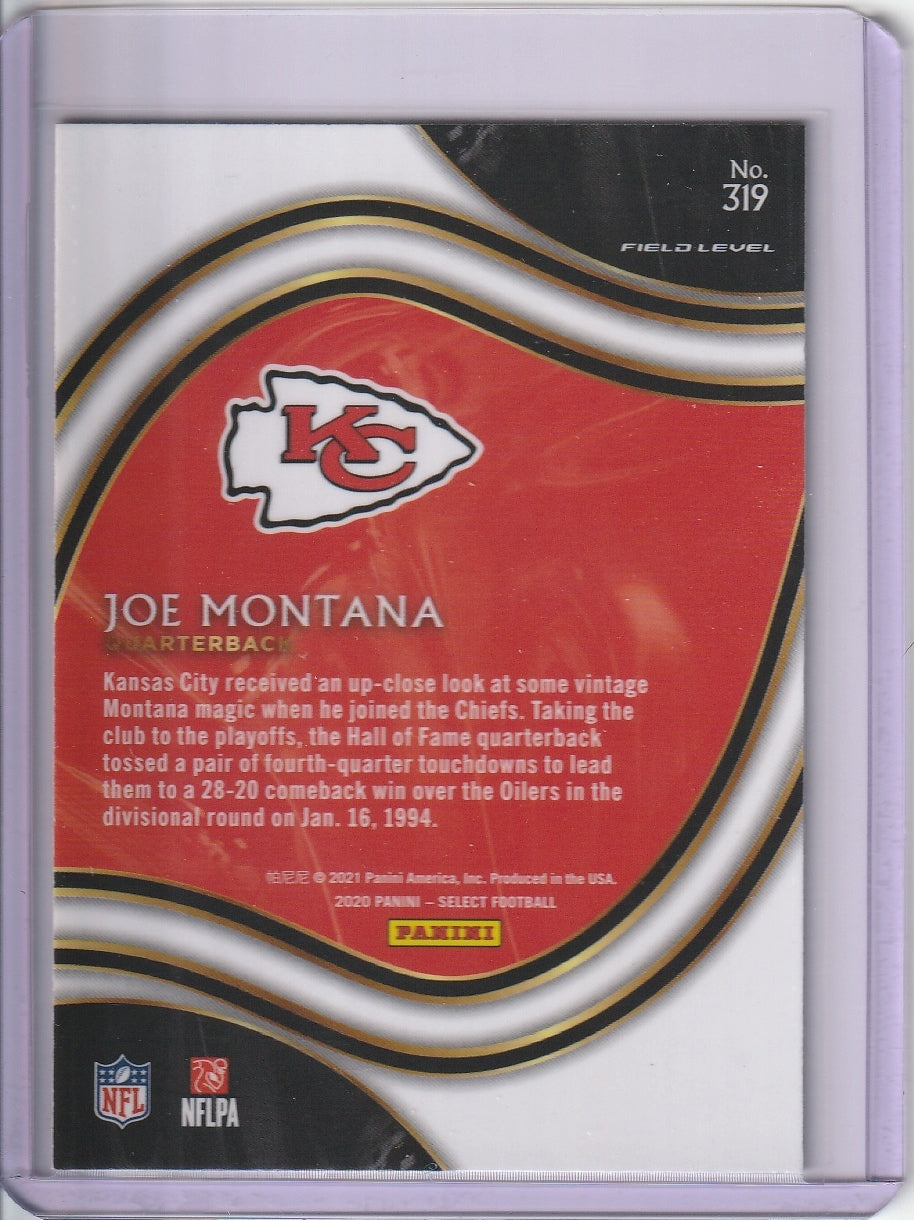 No.
319
FIELD LEVEL
KC
JOE MONTANA
QUARTERBACK
Kansas City received an up-close look at some vintage
Montana magic when he joined the Chiefs. Taking the
club to the playoffs, the Hall of Fame quarterback
tossed a pair of fourth-quarter touchdowns to lead
them to a 28-20 comeback win over the Oilers in the
divisional round on Jan. 16, 1994.
帕尼尼 © 2021 Panini America, Inc. Produced in the USA.
2020 PANINI – SELECT FOOTBALL
PANINI
NFL
NFLPA